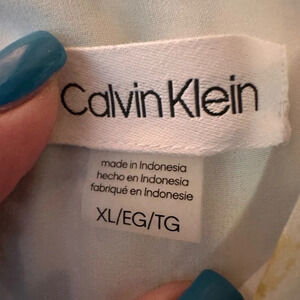 Calvin Klein
made in Indonesia
hecho en Indonesia
fabriqué en Indonesie
XL/EG/TG